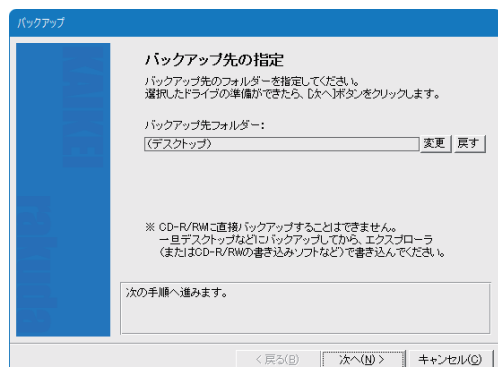 バックアップ
KAIKEI
バックアップ先の指定
バックアップ先のフォルダーを指定してください。
選択したドライブの準備ができたら、[次へ]ボタンをクリックします。
バックアップ先フォルダー：
(デスクトップ)
変更
戻す
※ CD-R/RWに直接バックアップすることはできません。
一旦デスクトップなどにバックアップしてから、エクスプローラ
(またはCD-R/RWの書き込みソフトなど)で書き込んでください。
次の手順へ進みます。
< 戻る(B)
次へ(N) >
キャンセル(C)